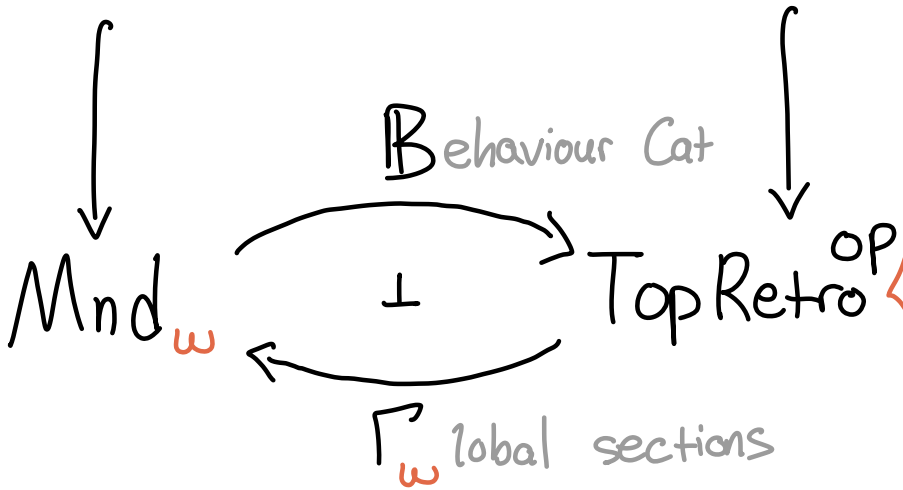 𝔹ehaviour Cat
⊥
Mnd_ω TopRetro^op
Γ_ω lobal sections